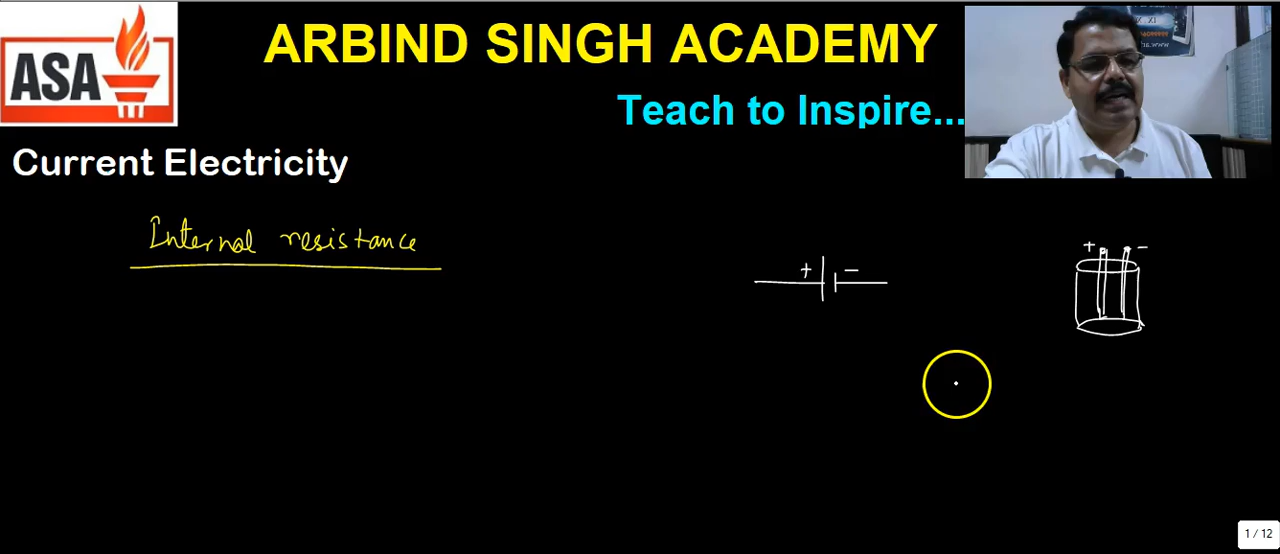 ASA
ARBIND SINGH ACADEMY
Teach to Inspire...
Current Electricity
Internal resistance
+ −
+ −
1 / 12